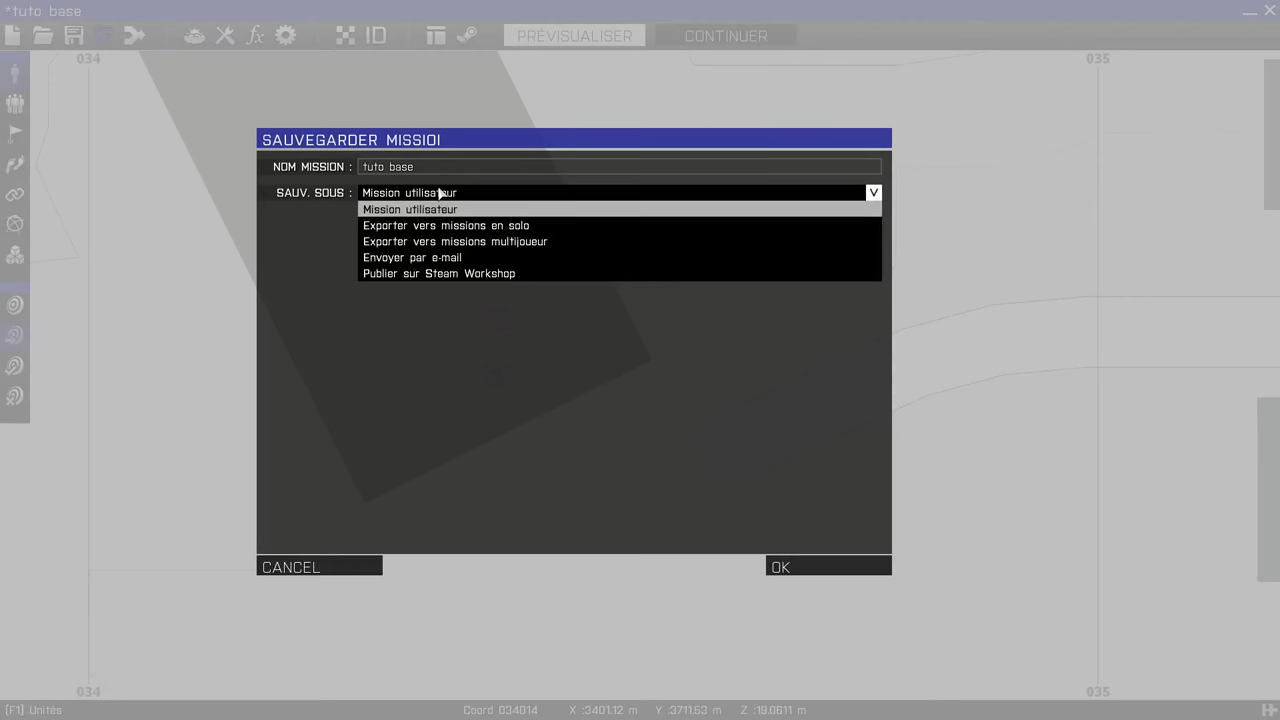 *tuto base
ID
PRÉVISUALISER
CONTINUER
034
035
SAUVEGARDER MISSIOI
NOM MISSION : tuto base
SAUV. SOUS : Mission utilisateur
Mission utilisateur
Exporter vers missions en solo
Exporter vers missions multijoueur
Envoyer par e-mail
Publier sur Steam Workshop
CANCEL
OK
034
035
[F1] Unités
Coord 034014 X :3401.12 m Y :3711.53 m Z :19.0611 m